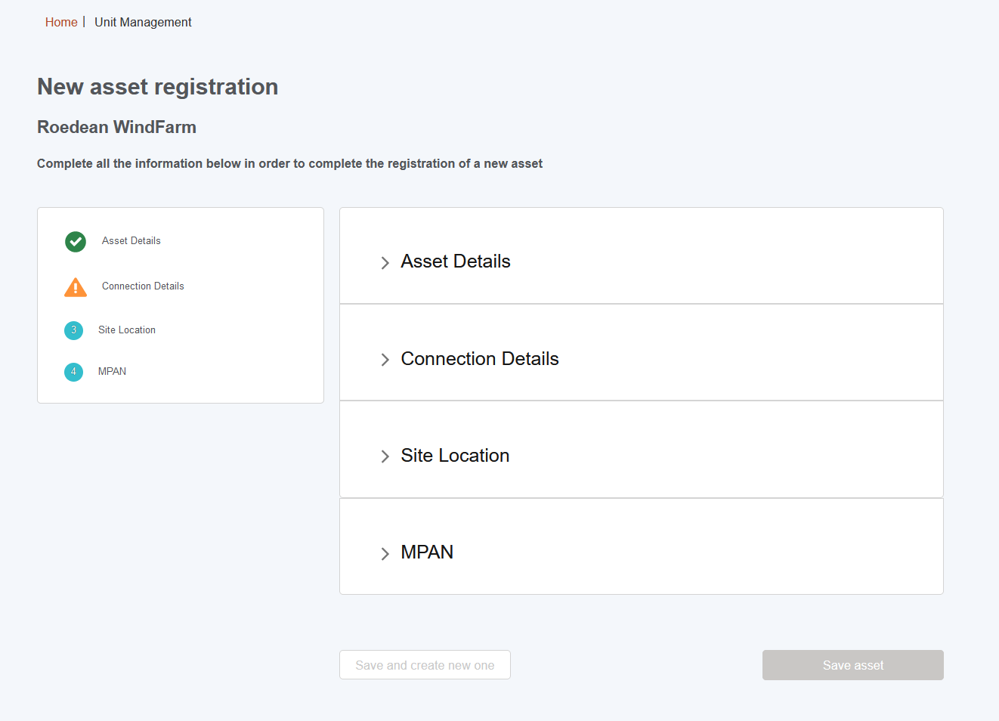 Home | Unit Management
New asset registration
Roedean WindFarm
Complete all the information below in order to complete the registration of a new asset
Asset Details
Connection Details
3 Site Location
4 MPAN
Asset Details
Connection Details
Site Location
MPAN
Save and create new one
Save asset